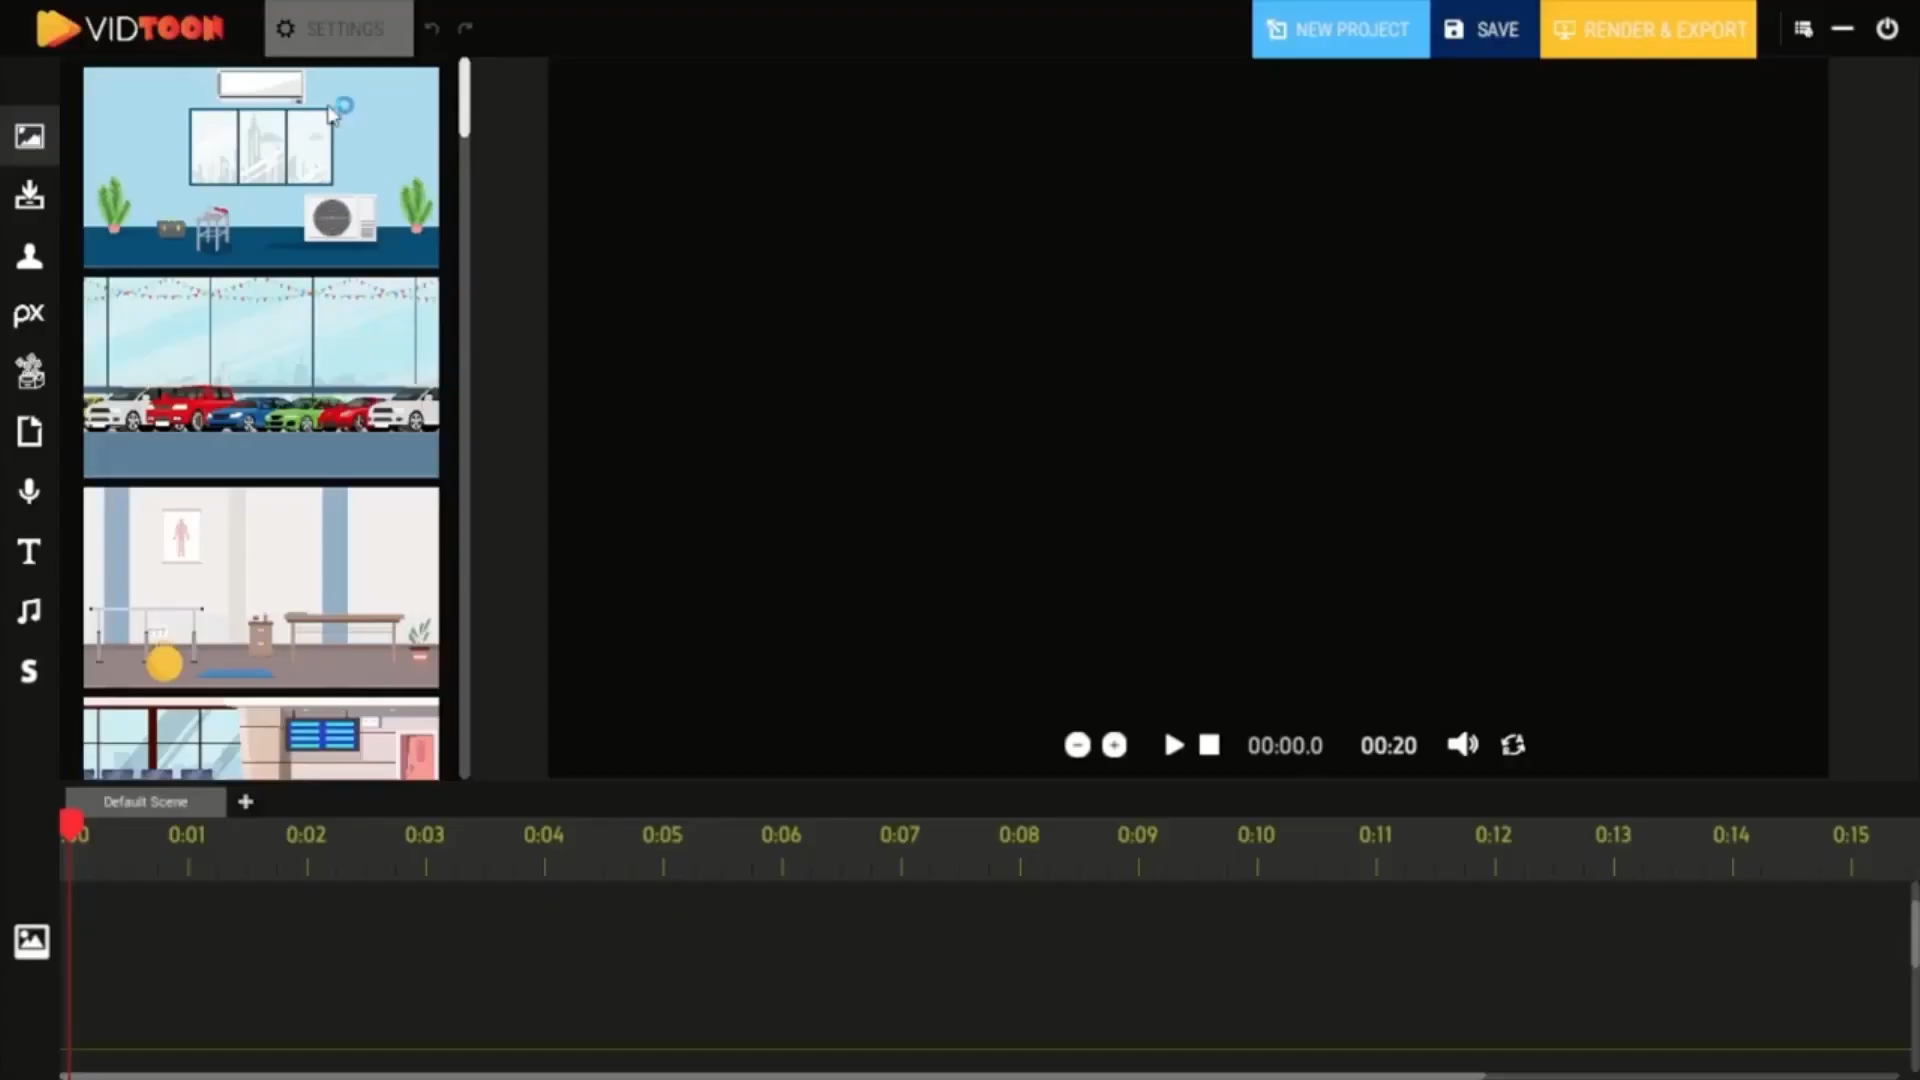 VIDTOON
SETTINGS
NEW PROJECT
SAVE
RENDER & EXPORT
px
T
S
00:00.0
00:20
Default Scene
+
0:01
0:02
0:03
0:04
0:05
0:06
0:07
0:08
0:09
0:10
0:11
0:12
0:13
0:14
0:15